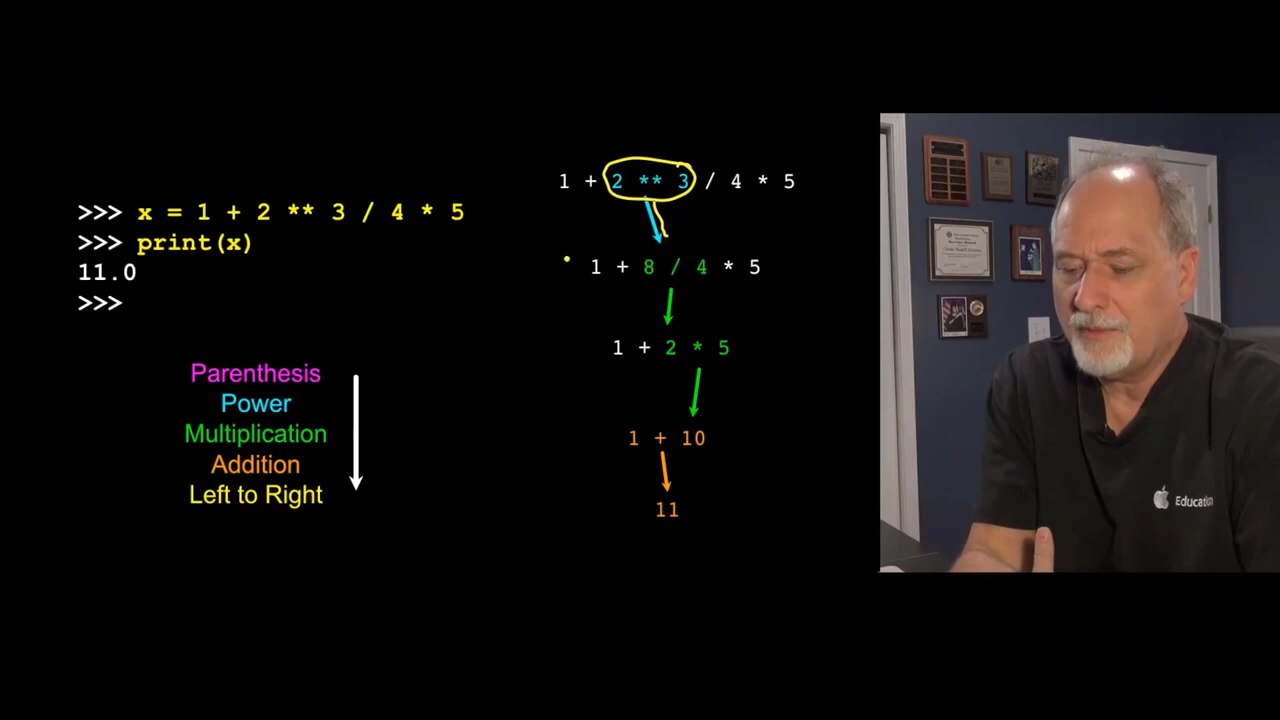 >>> x = 1 + 2 ** 3 / 4 * 5
>>> print(x)
11.0
>>>
Parenthesis
Power
Multiplication
Addition
Left to Right
1 + 2 ** 3 / 4 * 5
1 + 8 / 4 * 5
1 + 2 * 5
1 + 10
11
Education